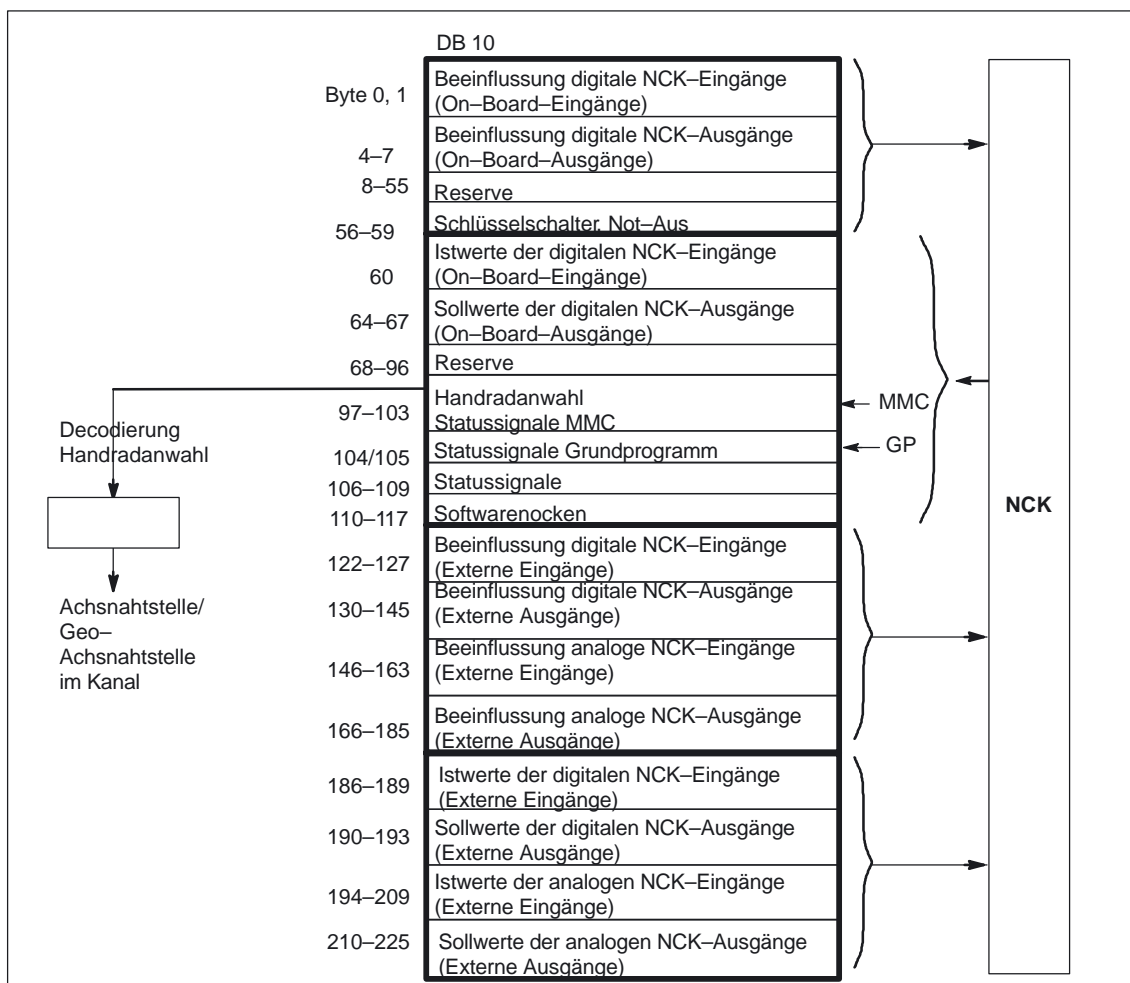 DB 10
Byte 0, 1
Beeinflussung digitale NCK–Eingänge
(On–Board–Eingänge)
4–7
Beeinflussung digitale NCK–Ausgänge
(On–Board–Ausgänge)
8–55
Reserve
56–59
Schlüsselschalter, Not–Aus
60
Istwerte der digitalen NCK–Eingänge
(On–Board–Eingänge)
64–67
Sollwerte der digitalen NCK–Ausgänge
(On–Board–Ausgänge)
68–96
Reserve
97–103
Handradanwahl
Statussignale MMC
MMC
104/105
Statussignale Grundprogramm
GP
106–109
Statussignale
110–117
Softwarenocken
Decodierung
Handradanwahl
Achsnahtstelle/
Geo–
Achsnahtstelle
im Kanal
NCK
122–127
Beeinflussung digitale NCK–Eingänge
(Externe Eingänge)
130–145
Beeinflussung digitale NCK–Ausgänge
(Externe Ausgänge)
146–163
Beeinflussung analoge NCK–Eingänge
(Externe Eingänge)
166–185
Beeinflussung analoge NCK–Ausgänge
(Externe Ausgänge)
186–189
Istwerte der digitalen NCK–Eingänge
(Externe Eingänge)
190–193
Sollwerte der digitalen NCK–Ausgänge
(Externe Ausgänge)
194–209
Istwerte der analogen NCK–Eingänge
(Externe Eingänge)
210–225
Sollwerte der analogen NCK–Ausgänge
(Externe Ausgänge)